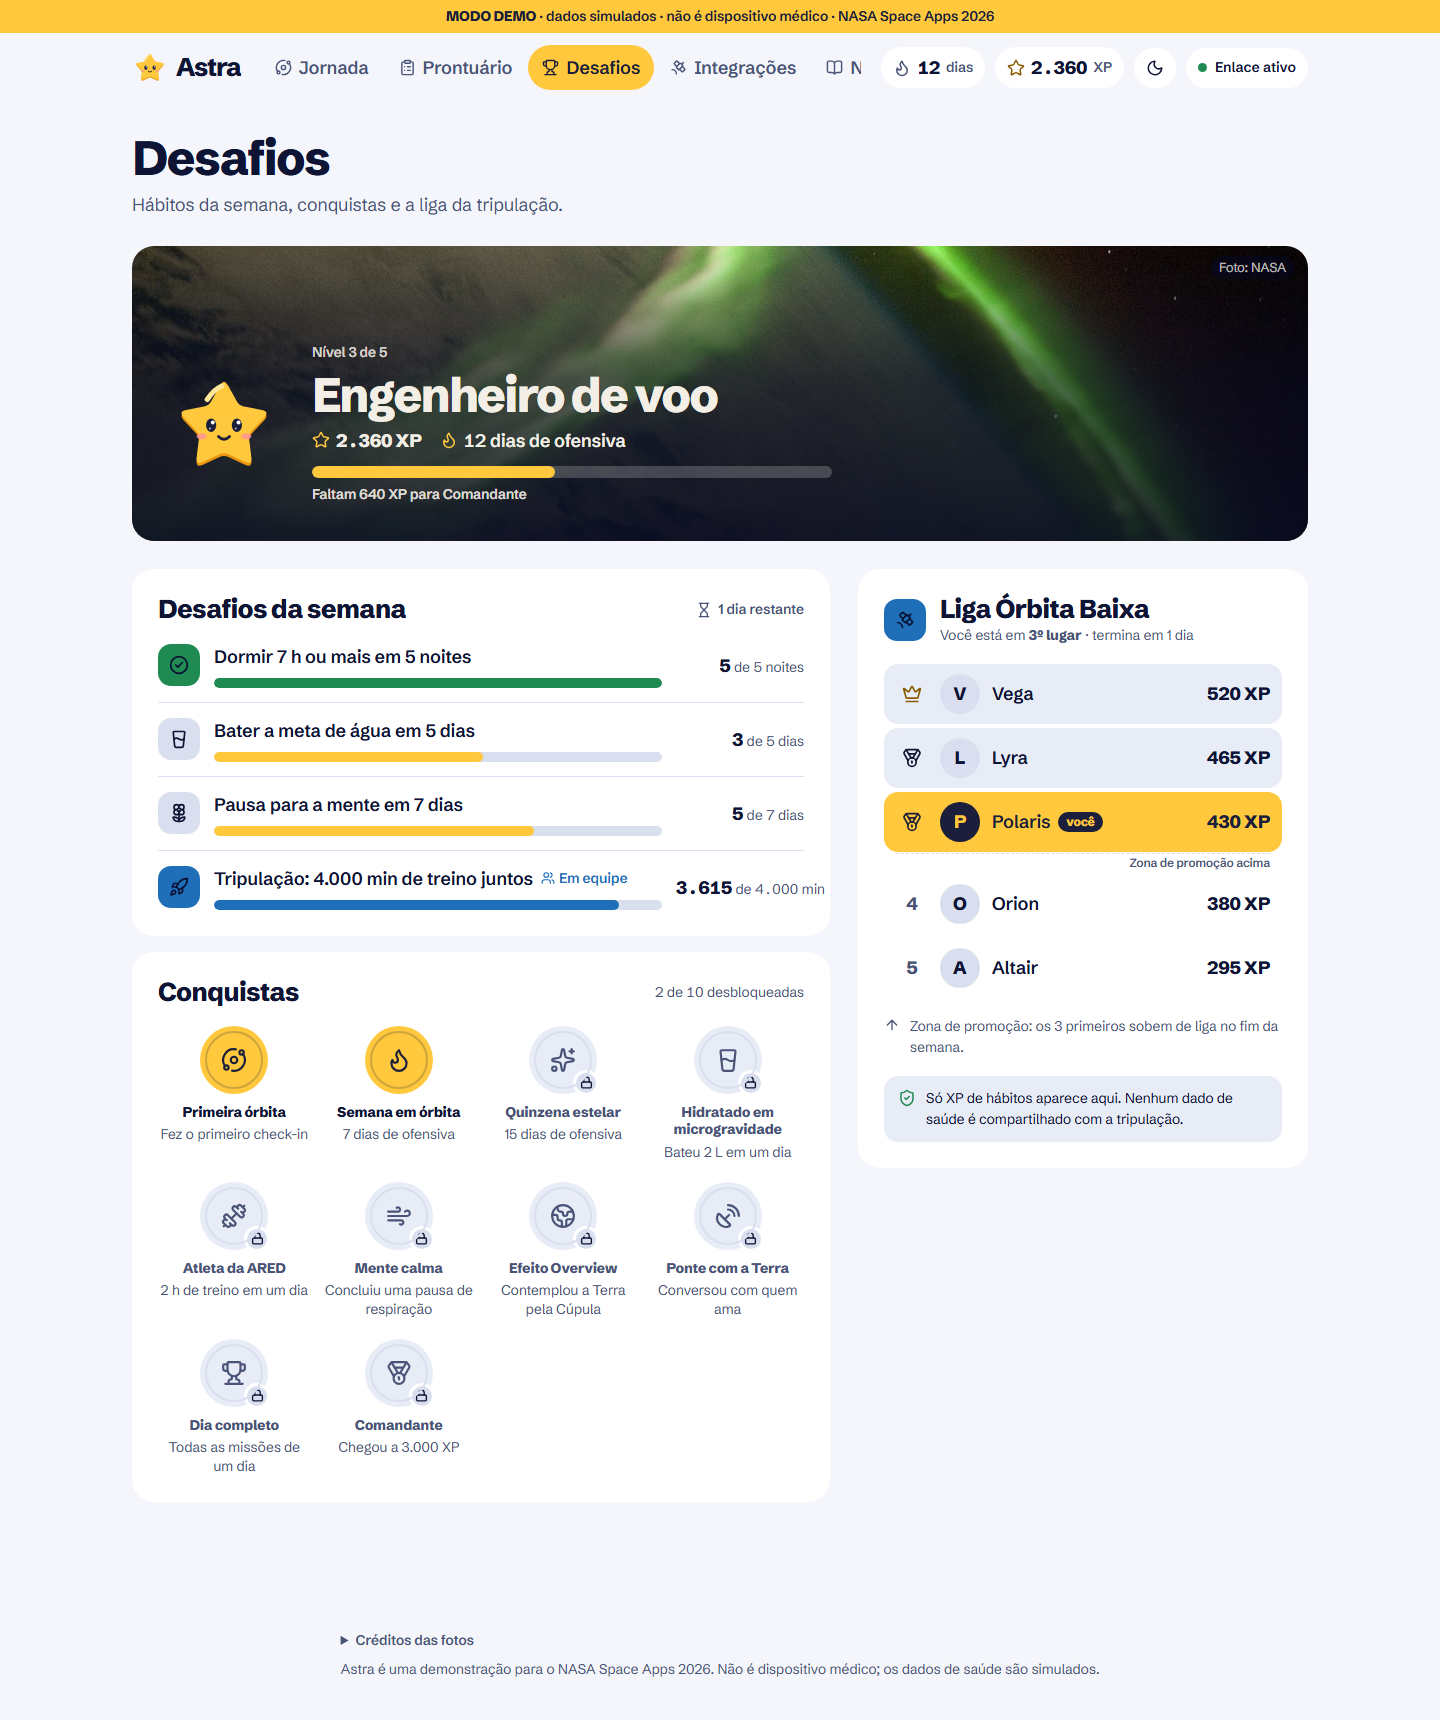 MODO DEMO · dados simulados · não é dispositivo médico · NASA Space Apps 2026
Astra
Jornada
Prontuário
Desafios
Integrações
N
12 dias
2.360 XP
Enlace ativo
Desafios
Hábitos da semana, conquistas e a liga da tripulação.
Foto: NASA
Nível 3 de 5
Engenheiro de voo
2.360 XP 12 dias de ofensiva
Faltam 640 XP para Comandante
Desafios da semana
1 dia restante
Dormir 7 h ou mais em 5 noites
5 de 5 noites
Bater a meta de água em 5 dias
3 de 5 dias
Pausa para a mente em 7 dias
5 de 7 dias
Tripulação: 4.000 min de treino juntos Em equipe
3.615 de 4.000 min
Liga Órbita Baixa
Você está em 3º lugar · termina em 1 dia
V Vega 520 XP
L Lyra 465 XP
P Polaris você 430 XP
Zona de promoção acima
4 O Orion 380 XP
5 A Altair 295 XP
Zona de promoção: os 3 primeiros sobem de liga no fim da
semana.
Só XP de hábitos aparece aqui. Nenhum dado de
saúde é compartilhado com a tripulação.
Conquistas
2 de 10 desbloqueadas
Primeira órbita
Fez o primeiro check-in
Semana em órbita
7 dias de ofensiva
Quinzena estelar
15 dias de ofensiva
Hidratado em
microgravidade
Bateu 2 L em um dia
Atleta da ARED
2 h de treino em um dia
Mente calma
Concluiu uma pausa de
respiração
Efeito Overview
Contemplou a Terra
pela Cúpula
Ponte com a Terra
Conversou com quem
ama
Dia completo
Todas as missões de
um dia
Comandante
Chegou a 3.000 XP
Créditos das fotos
Astra é uma demonstração para o NASA Space Apps 2026. Não é dispositivo médico; os dados de saúde são simulados.